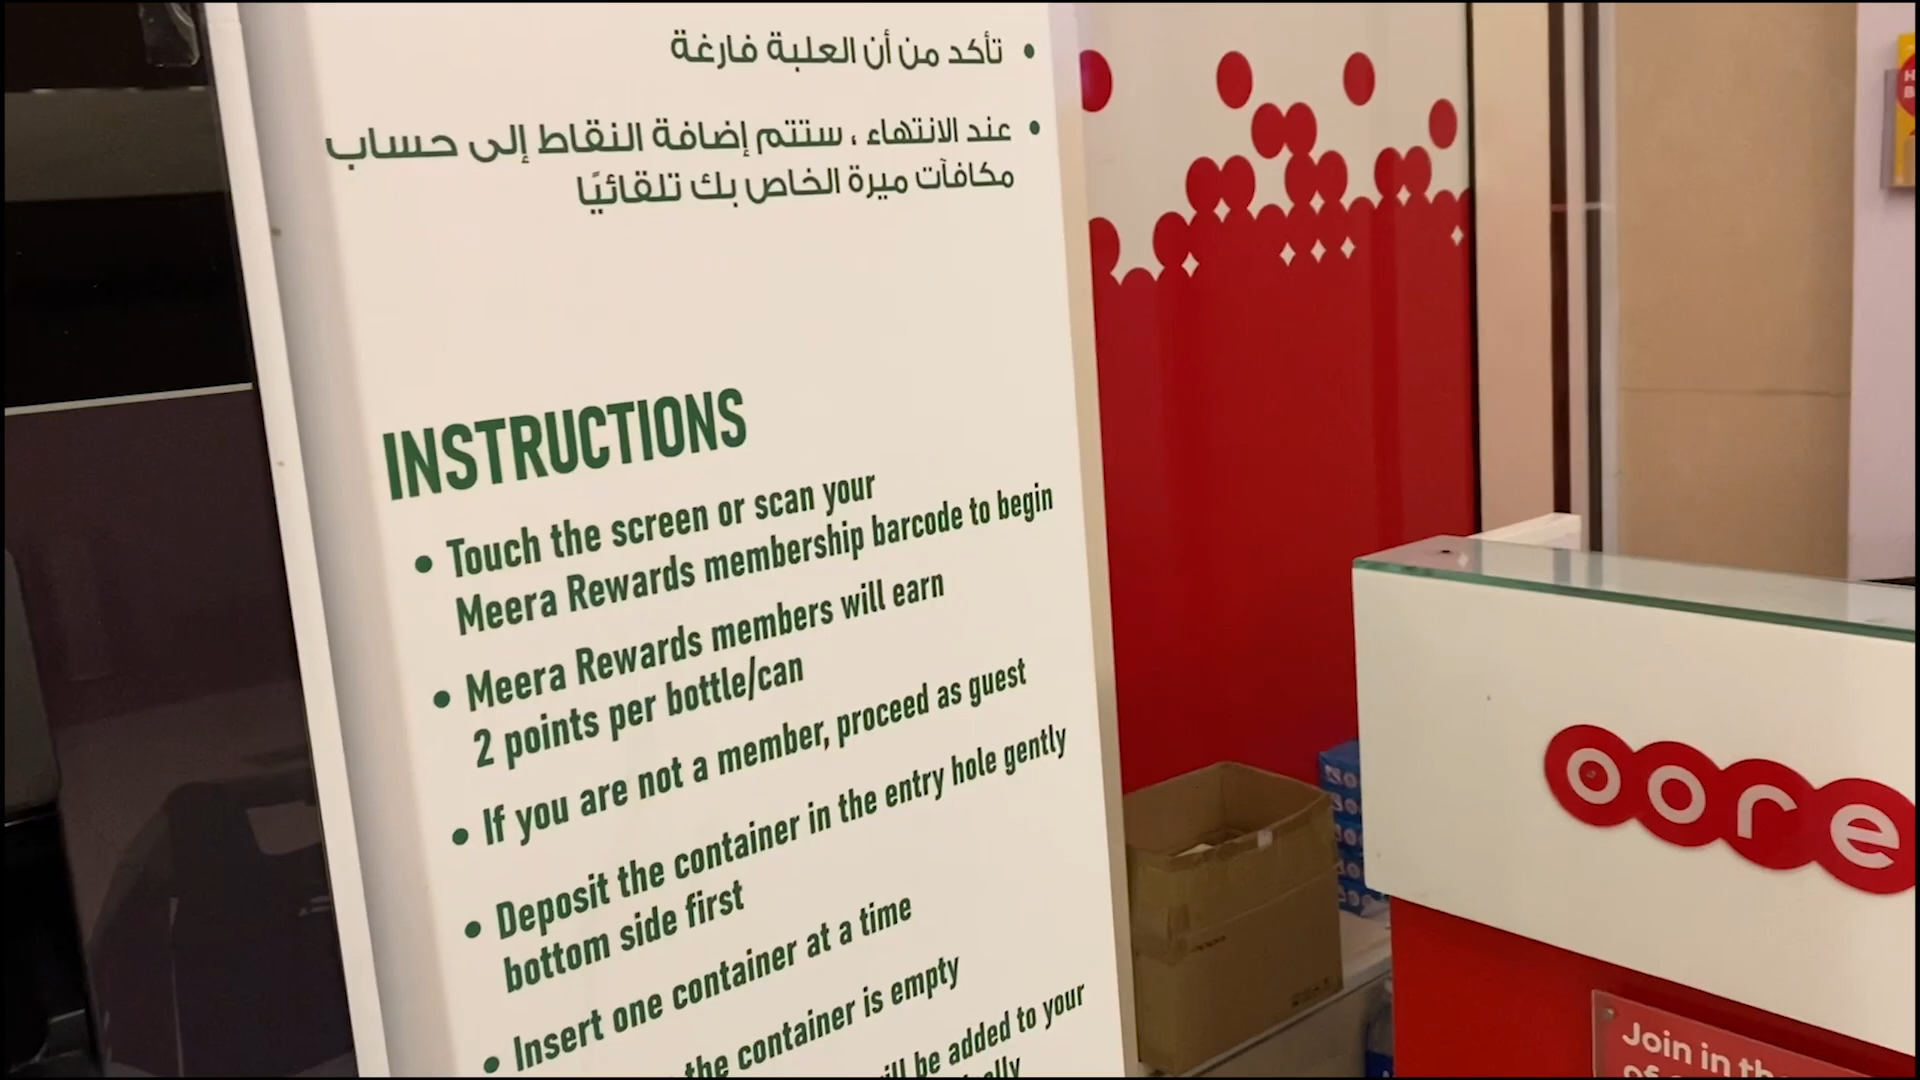 تأكد من أن العلبة فارغة •
عند الانتهاء ، ستتم إضافة النقاط إلى حساب •
مكافآت ميرة الخاص بك تلقائيًا
INSTRUCTIONS
• Touch the screen or scan your
Meera Rewards membership barcode to begin
• Meera Rewards members will earn
2 points per bottle/can
• If you are not a member, proceed as guest
• Deposit the container in the entry hole gently
bottom side first
• Insert one container at a time
the container is empty
be added to your
oore
Join in